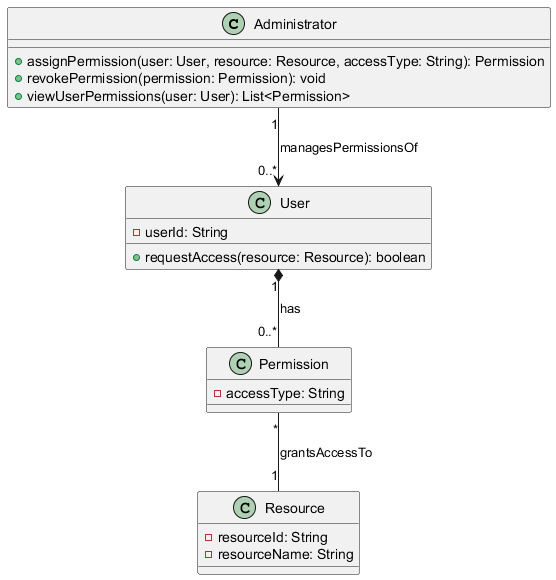 C Administrator
assignPermission(user: User, resource: Resource, accessType: String): Permission
revokePermission(permission: Permission): void
viewUserPermissions(user: User): List<Permission>
1
managesPermissionsOf
0..*
C User
userId: String
requestAccess(resource: Resource): boolean
1
has
0..*
C Permission
accessType: String
*
grantsAccessTo
1
C Resource
resourceId: String
resourceName: String